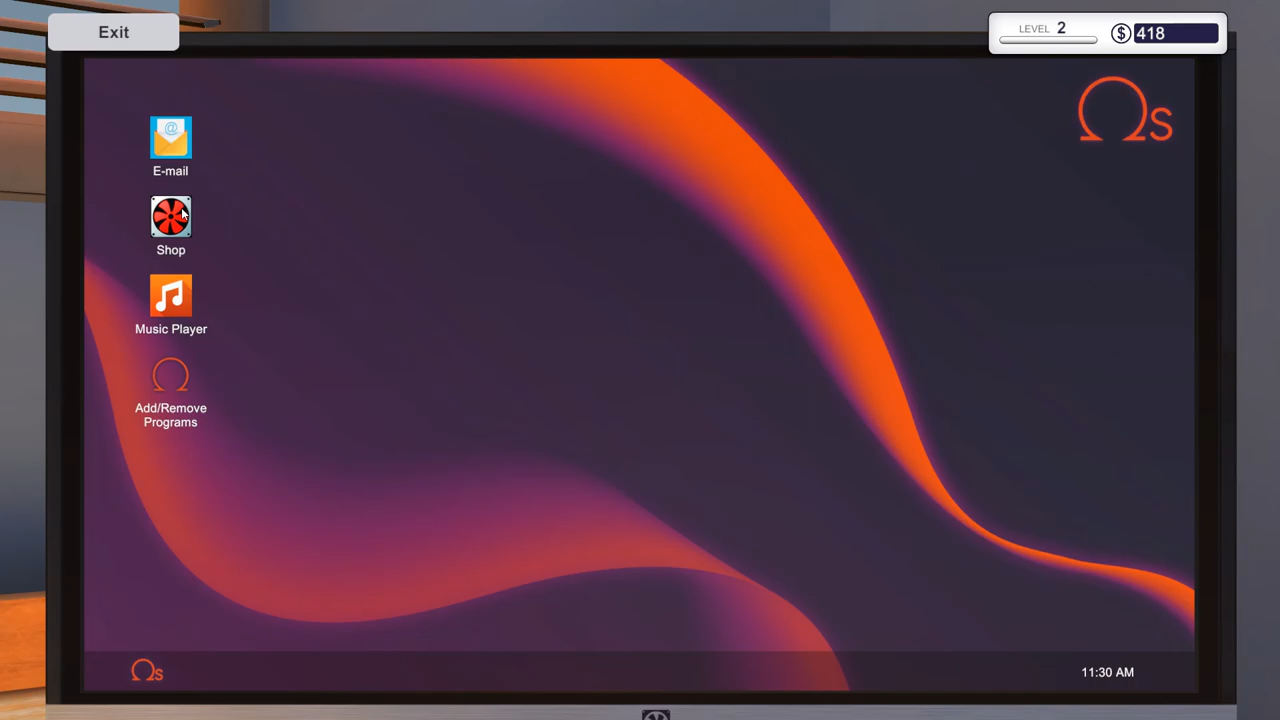 Exit
LEVEL 2
$ 418
Ωs
E-mail
Shop
Music Player
Add/Remove
Programs
Ωs
11:30 AM